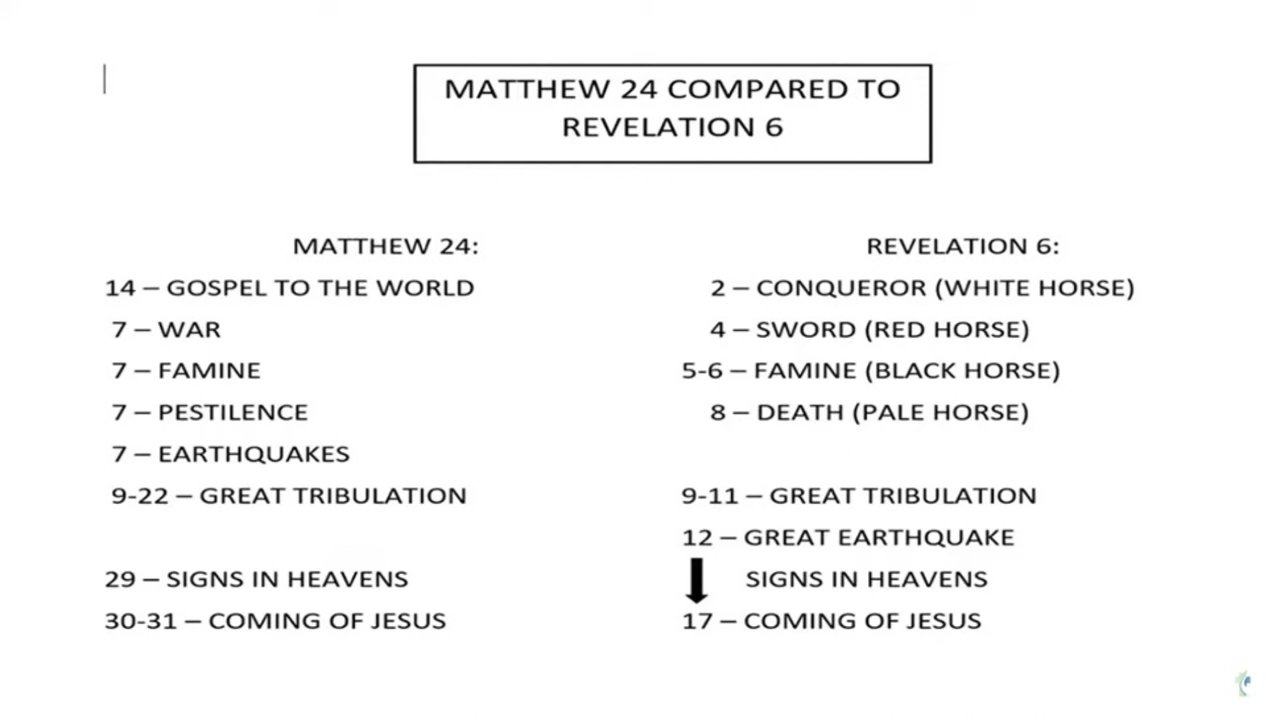 MATTHEW 24 COMPARED TO
REVELATION 6
MATTHEW 24:
14 – GOSPEL TO THE WORLD
7 – WAR
7 – FAMINE
7 – PESTILENCE
7 – EARTHQUAKES
9-22 – GREAT TRIBULATION
29 – SIGNS IN HEAVENS
30-31 – COMING OF JESUS
REVELATION 6:
2 – CONQUEROR (WHITE HORSE)
4 – SWORD (RED HORSE)
5-6 – FAMINE (BLACK HORSE)
8 – DEATH (PALE HORSE)
9-11 – GREAT TRIBULATION
12 – GREAT EARTHQUAKE
SIGNS IN HEAVENS
17 – COMING OF JESUS